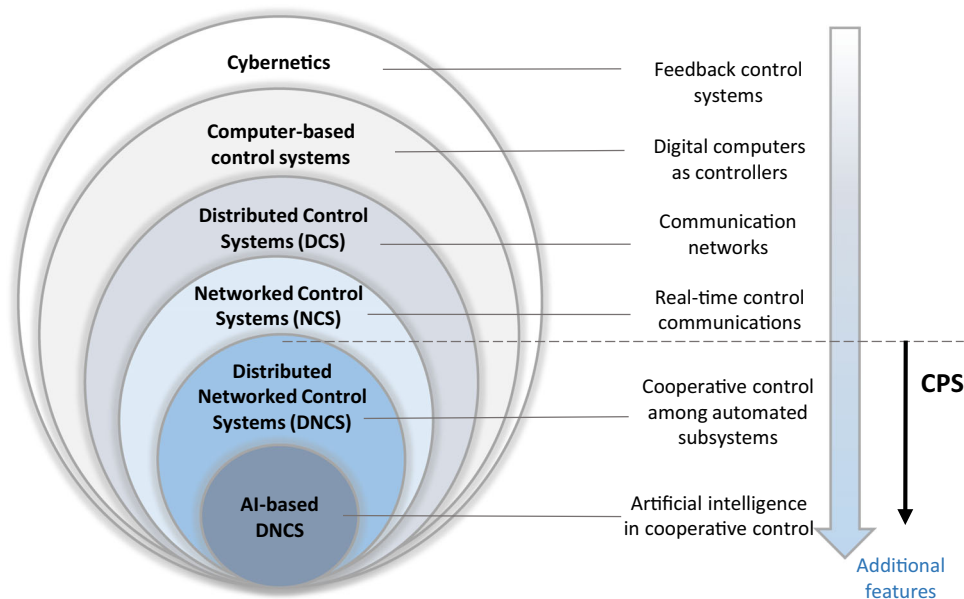 Cybernetics
Feedback control
systems
Computer-based
control systems
Digital computers
as controllers
Distributed Control
Systems (DCS)
Communication
networks
Networked Control
Systems (NCS)
Real-time control
communications
CPS
Distributed
Networked Control
Systems (DNCS)
Cooperative control
among automated
subsystems
AI-based
DNCS
Artificial intelligence
in cooperative control
Additional
features